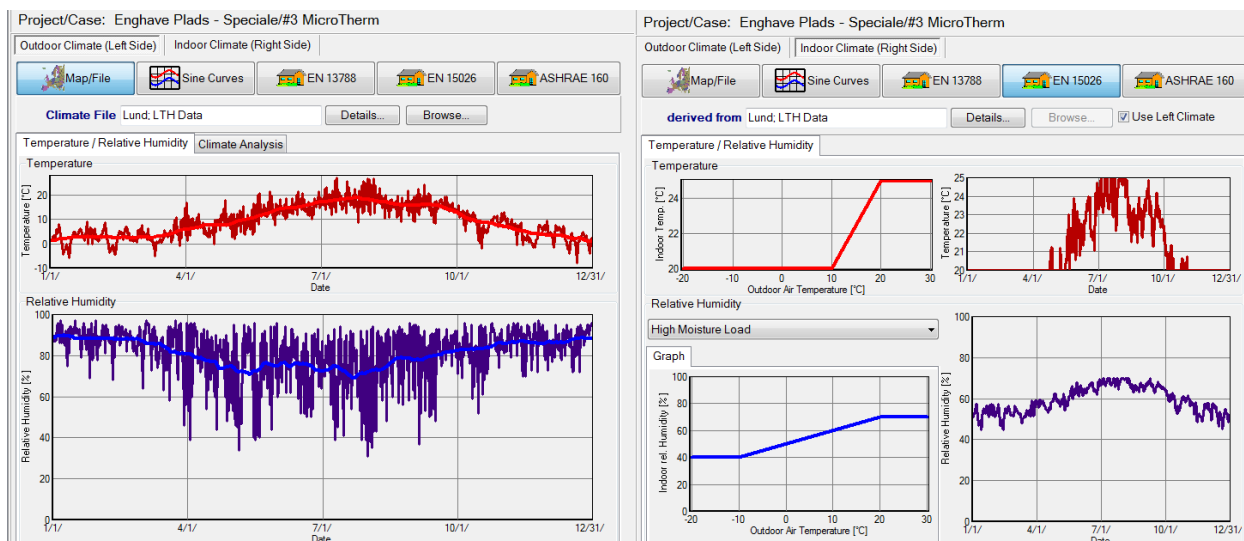 Project/Case: Enghave Plads - Speciale/#3 MicroTherm
Outdoor Climate (Left Side) Indoor Climate (Right Side)
Map/File Sine Curves EN 13788 EN 15026 ASHRAE 160
Climate File Lund; LTH Data Details... Browse...
Temperature / Relative Humidity Climate Analysis
Temperature
Temperature [°C]
20
10
0
-10
1/1/ 4/1/ 7/1/ 10/1/ 12/31/
Date
Relative Humidity
Relative Humidity [%]
100
80
60
40
20
0
1/1/ 4/1/ 7/1/ 10/1/ 12/31/
Date
Project/Case: Enghave Plads - Speciale/#3 MicroTherm
Outdoor Climate (Left Side) Indoor Climate (Right Side)
Map/File Sine Curves EN 13788 EN 15026 ASHRAE 160
derived from Lund; LTH Data Details... Browse... Use Left Climate
Temperature / Relative Humidity
Temperature
Indoor Temp. [°C]
24
22
20
-20 -10 0 10 20 30
Outdoor Air Temperature [°C]
Temperature [°C]
25
24
23
22
21
20
1/1/ 4/1/ 7/1/ 10/1/ 12/31/
Date
Relative Humidity
High Moisture Load
Graph
Indoor rel. Humidity [%]
100
80
60
40
20
0
-20 -10 0 10 20 30
Outdoor Air Temperature [°C]
Relative Humidity [%]
100
80
60
40
20
0
1/1/ 4/1/ 7/1/ 10/1/ 12/31/
Date